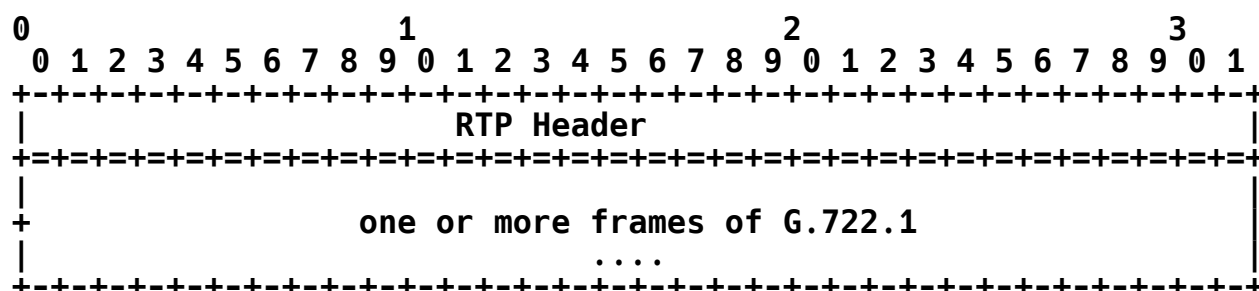 0                   1                   2                   3
 0 1 2 3 4 5 6 7 8 9 0 1 2 3 4 5 6 7 8 9 0 1 2 3 4 5 6 7 8 9 0 1
+-+-+-+-+-+-+-+-+-+-+-+-+-+-+-+-+-+-+-+-+-+-+-+-+-+-+-+-+-+-+-+-+
|                      RTP Header                               |
+=+=+=+=+=+=+=+=+=+=+=+=+=+=+=+=+=+=+=+=+=+=+=+=+=+=+=+=+=+=+=+=+
|                                                               |
+                 one or more frames of G.722.1                 |
|                             ....                              |
+-+-+-+-+-+-+-+-+-+-+-+-+-+-+-+-+-+-+-+-+-+-+-+-+-+-+-+-+-+-+-+-+